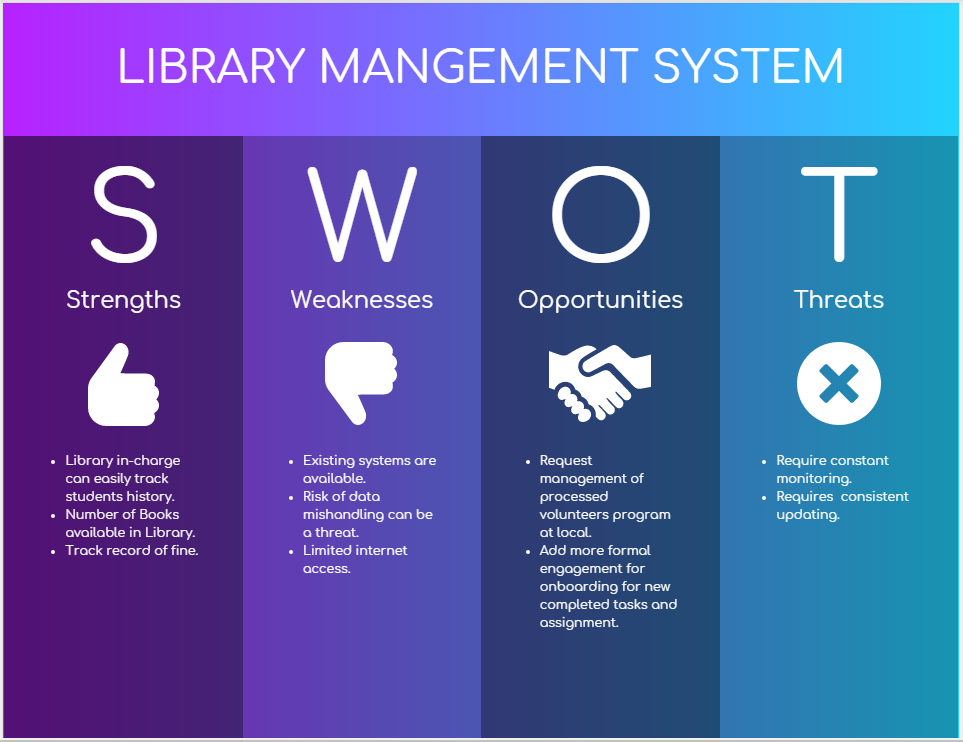 LIBRARY MANGEMENT SYSTEM
S
Strengths
• Library in-charge
can easily track
students history.
• Number of Books
available in Library.
• Track record of fine.
W
Weaknesses
• Existing systems are
available.
• Risk of data
mishandling can be
a threat.
• Limited internet
access.
O
Opportunities
• Request
management of
processed
volunteers program
at local.
• Add more formal
engagement for
onboarding for new
completed tasks and
assignment.
T
Threats
• Require constant
monitoring.
• Requires  consistent
updating.